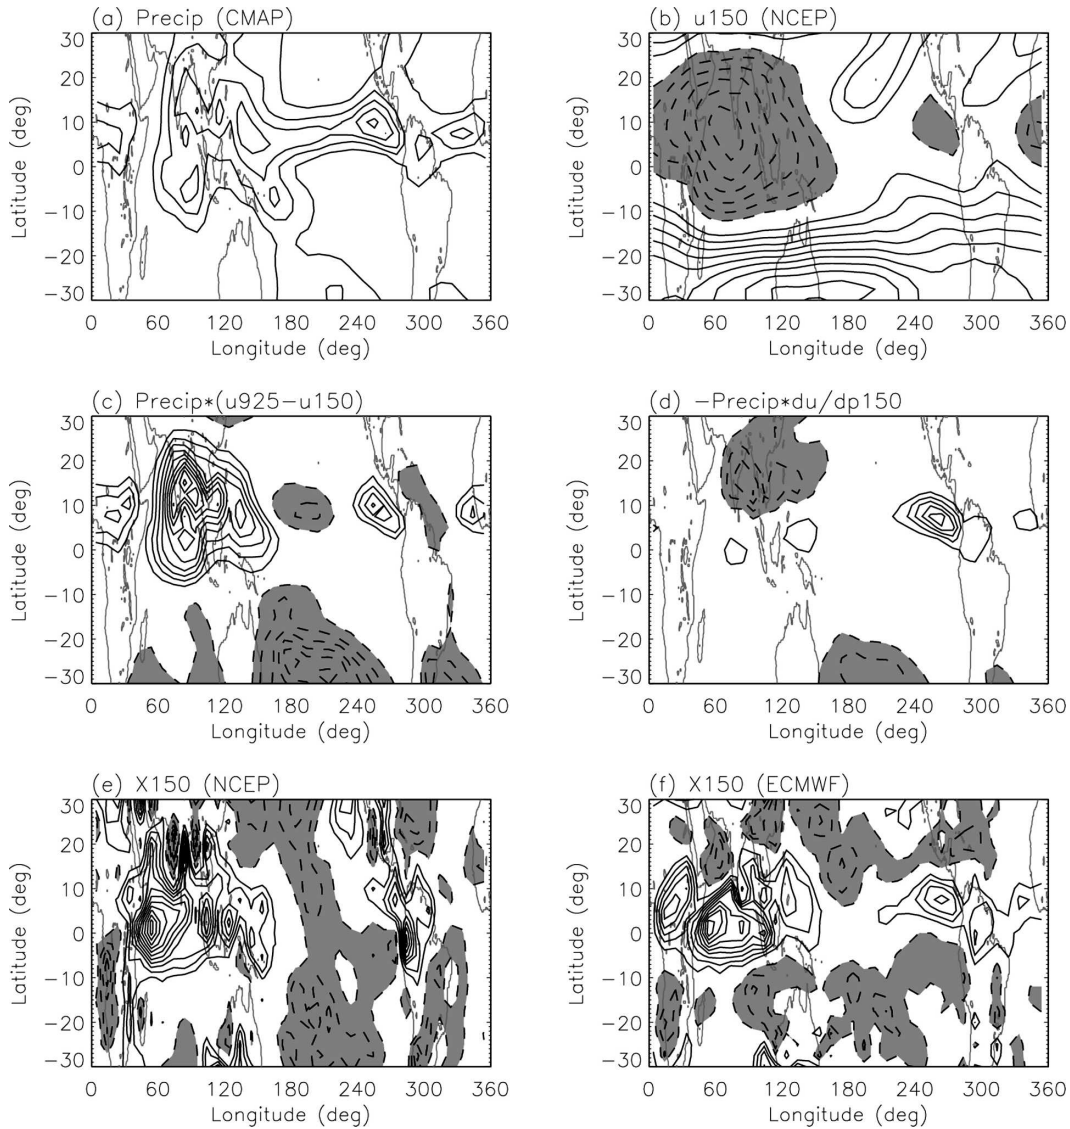 (a) Precip (CMAP)
30
20
10
0
−10
−20
−30
Latitude (deg)
0 60 120 180 240 300 360
Longitude (deg)
(b) u150 (NCEP)
30
20
10
0
−10
−20
−30
Latitude (deg)
0 60 120 180 240 300 360
Longitude (deg)
(c) Precip*(u925−u150)
30
20
10
0
−10
−20
−30
Latitude (deg)
0 60 120 180 240 300 360
Longitude (deg)
(d) −Precip*du/dp150
30
20
10
0
−10
−20
−30
Latitude (deg)
0 60 120 180 240 300 360
Longitude (deg)
(e) X150 (NCEP)
30
20
10
0
−10
−20
−30
Latitude (deg)
0 60 120 180 240 300 360
Longitude (deg)
(f) X150 (ECMWF)
30
20
10
0
−10
−20
−30
Latitude (deg)
0 60 120 180 240 300 360
Longitude (deg)